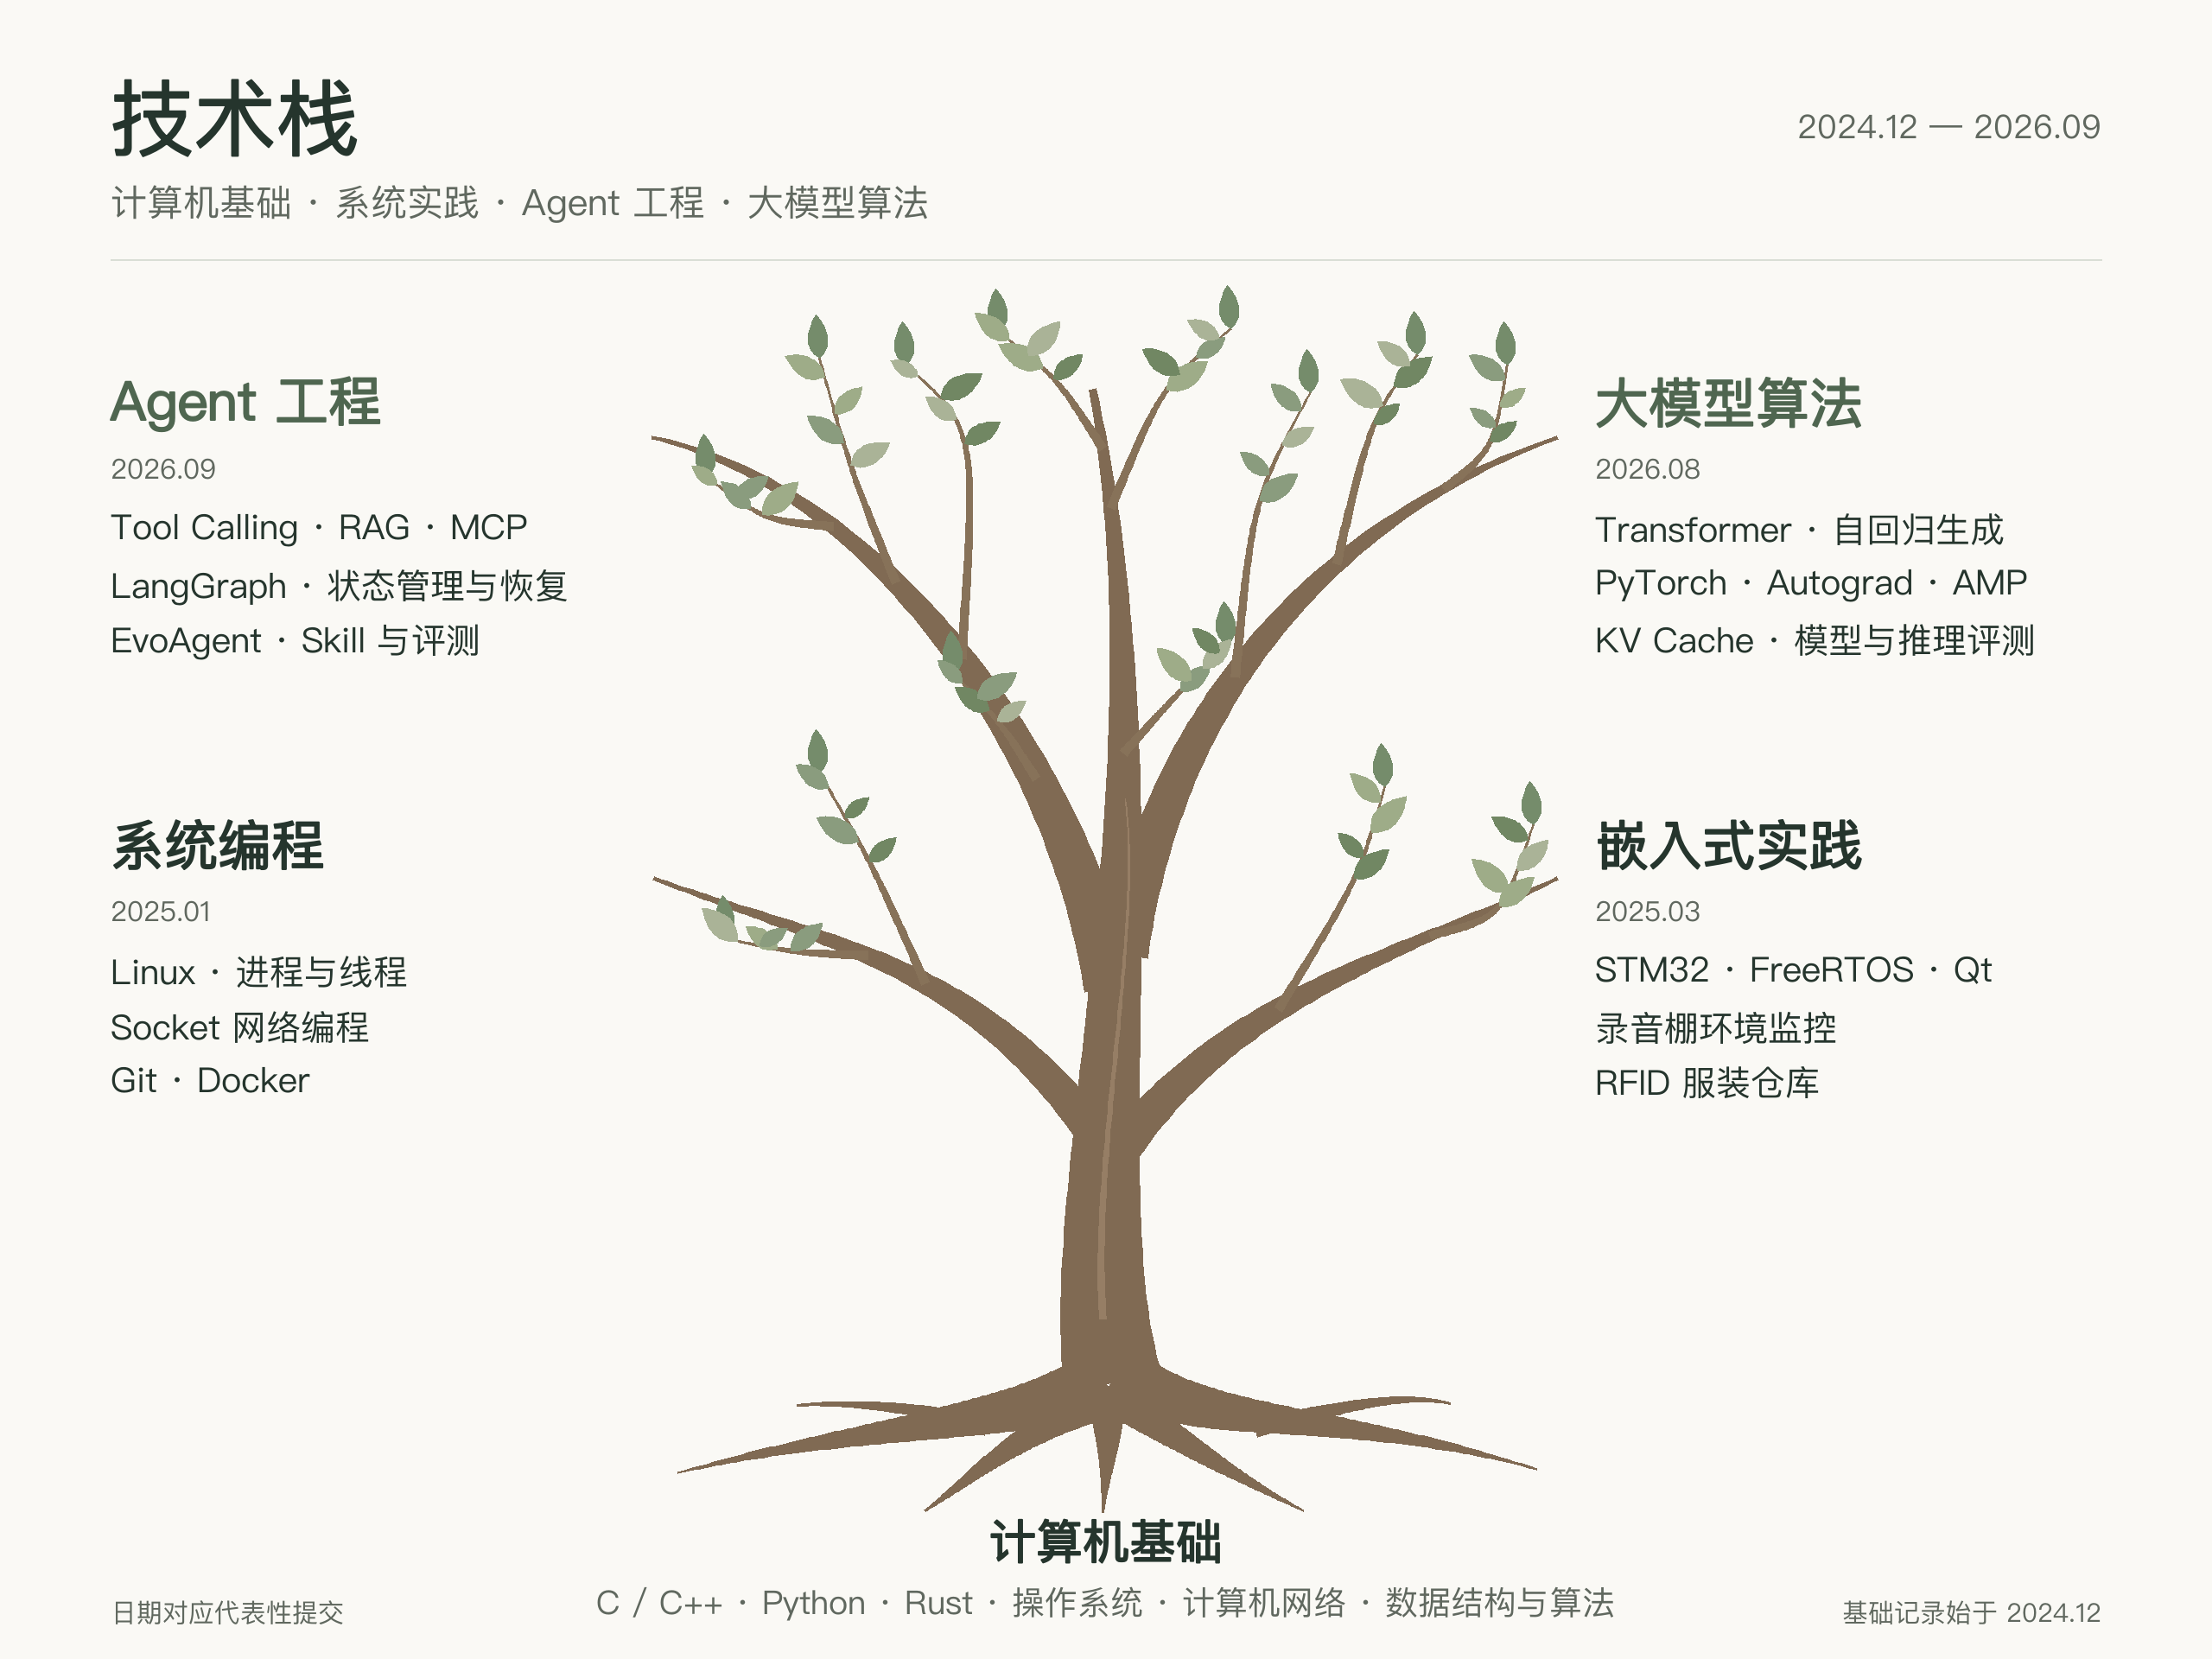 技术栈
2024.12 — 2026.09
计算机基础 · 系统实践 · Agent 工程 · 大模型算法
Agent 工程
2026.09
Tool Calling · RAG · MCP
LangGraph · 状态管理与恢复
EvoAgent · Skill 与评测
大模型算法
2026.08
Transformer · 自回归生成
PyTorch · Autograd · AMP
KV Cache · 模型与推理评测
系统编程
2025.01
Linux · 进程与线程
Socket 网络编程
Git · Docker
嵌入式实践
2025.03
STM32 · FreeRTOS · Qt
录音棚环境监控
RFID 服装仓库
计算机基础
C / C++ · Python · Rust · 操作系统 · 计算机网络 · 数据结构与算法
日期对应代表性提交
基础记录始于 2024.12